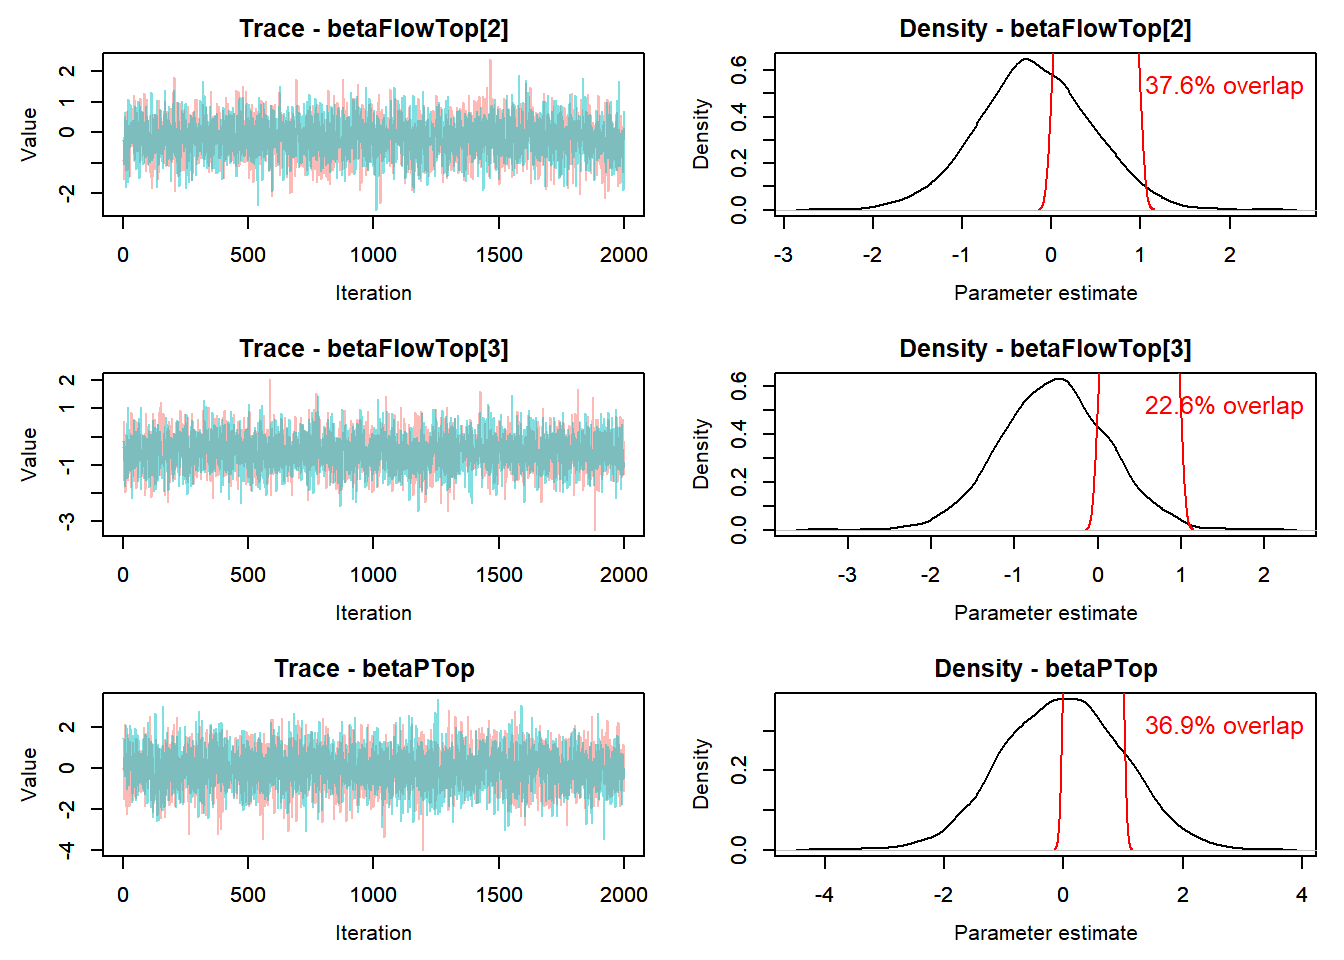 Trace - betaFlowTop[2]
Value
2
1
0
-2
0 500 1000 1500 2000
Iteration
Density - betaFlowTop[2]
37.6% overlap
Density
0.6
0.4
0.2
0.0
-3 -2 -1 0 1 2
Parameter estimate
Trace - betaFlowTop[3]
Value
2
1
-1
-3
0 500 1000 1500 2000
Iteration
Density - betaFlowTop[3]
22.6% overlap
Density
0.6
0.4
0.2
0.0
-3 -2 -1 0 1 2
Parameter estimate
Trace - betaPTop
Value
2
0
-2
-4
0 500 1000 1500 2000
Iteration
Density - betaPTop
36.9% overlap
Density
0.2
0.0
-4 -2 0 2 4
Parameter estimate